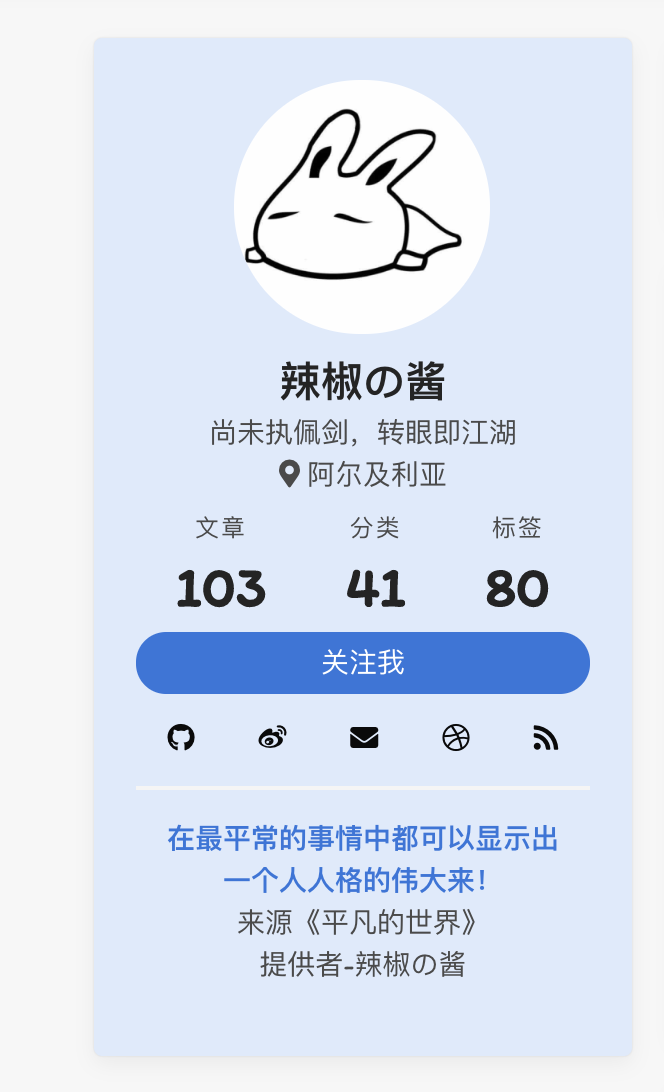 辣椒の酱
尚未执佩剑，转眼即江湖
阿尔及利亚
文章 分类 标签
103 41 80
关注我
在最平常的事情中都可以显示出
一个人人格的伟大来！
来源《平凡的世界》
提供者-辣椒の酱